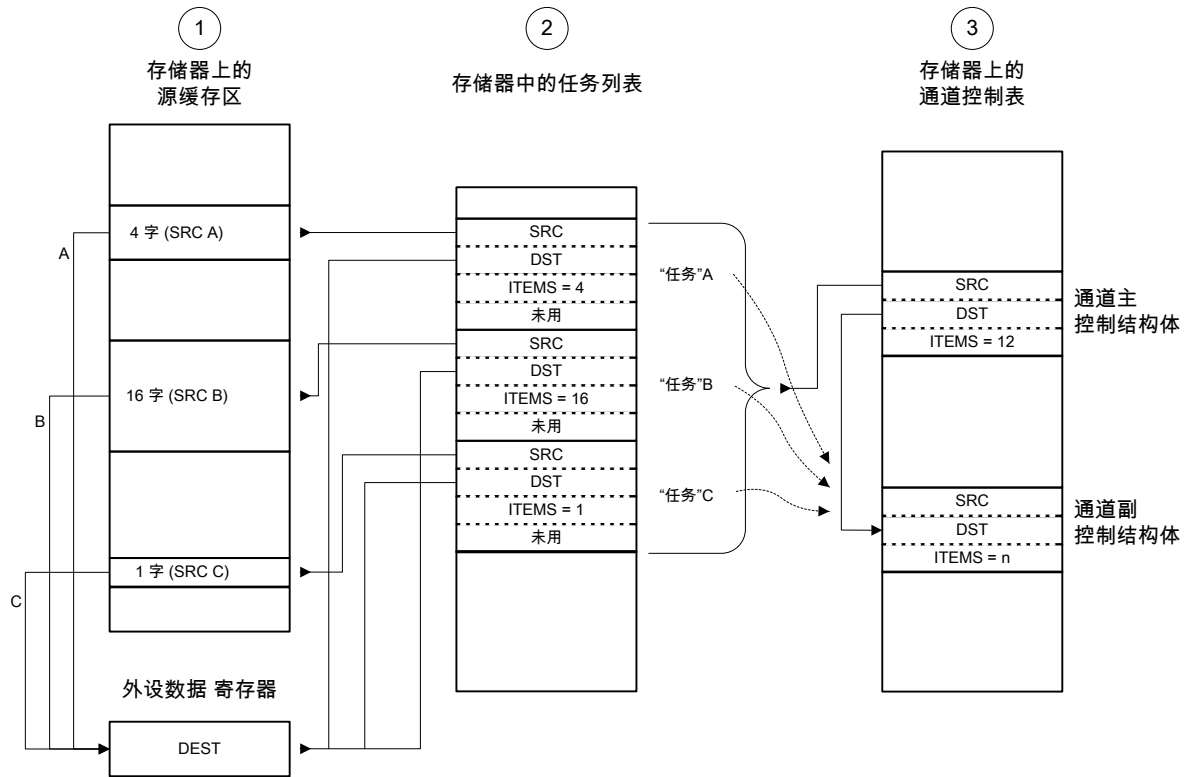 1
存储器上的
源缓存区
4 字 (SRC A)
A
16 字 (SRC B)
B
1 字 (SRC C)
C
外设数据 寄存器
DEST
2
存储器中的任务列表
SRC
DST
ITEMS = 4
未用
SRC
DST
ITEMS = 16
未用
SRC
DST
ITEMS = 1
未用
“任务”A
“任务”B
“任务”C
3
存储器上的
通道控制表
SRC
DST
ITEMS = 12
通道主
控制结构体
SRC
DST
ITEMS = n
通道副
控制结构体